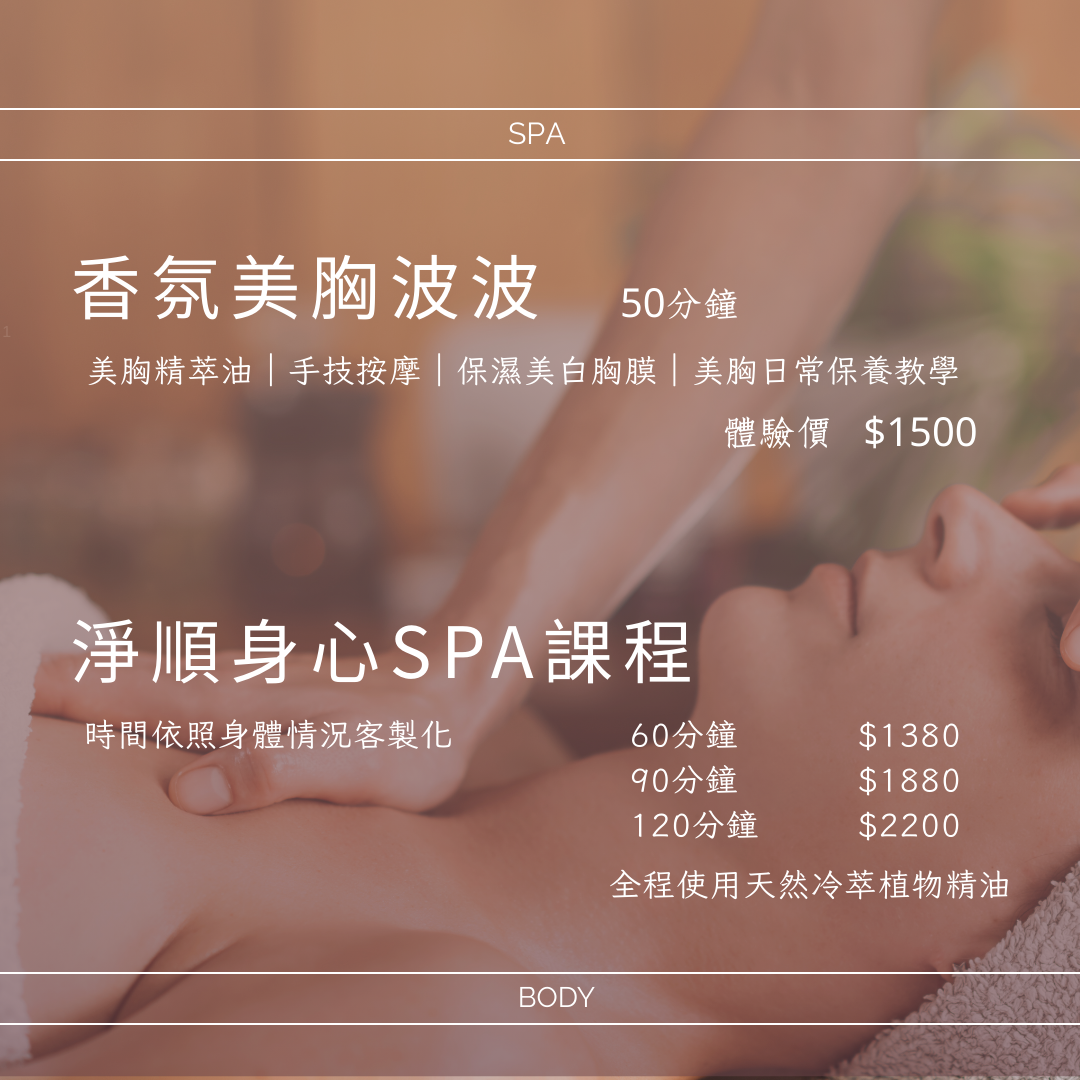 SPA
香氛美胸波波 50分鐘
美胸精萃油｜手技按摩｜保濕美白胸膜｜美胸日常保養教學
體驗價 $1500
1
淨順身心SPA課程
時間依照身體情況客製化 60分鐘 $1380
90分鐘 $1880
120分鐘 $2200
全程使用天然冷萃植物精油
BODY